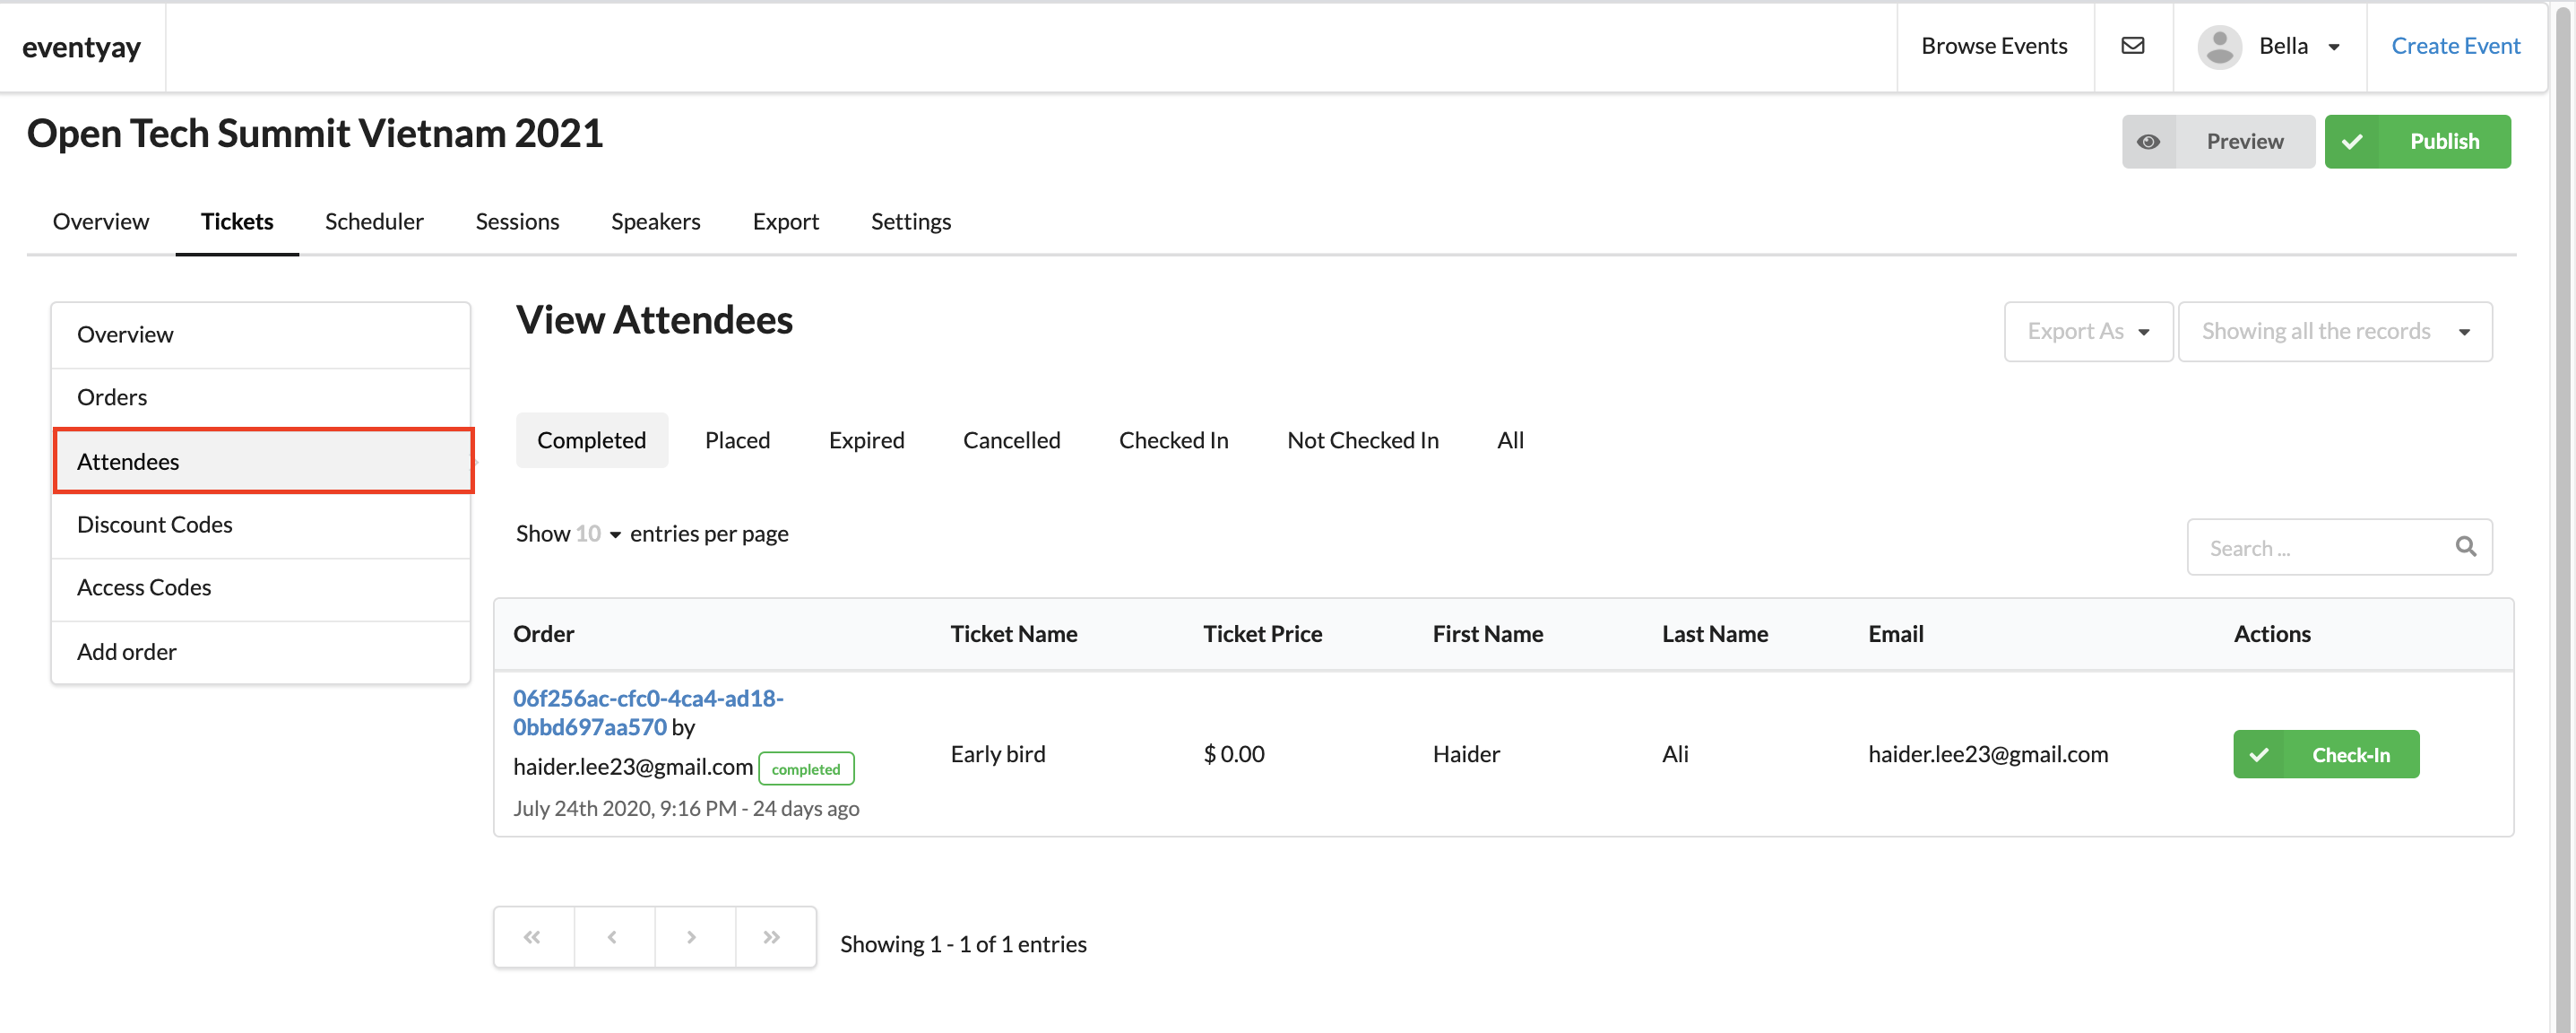 eventyay
Browse Events
Bella
Create Event
Open Tech Summit Vietnam 2021
Preview
Publish
Overview
Tickets
Scheduler
Sessions
Speakers
Export
Settings
Overview
Orders
Attendees
Discount Codes
Access Codes
Add order
View Attendees
Export As
Showing all the records
Completed
Placed
Expired
Cancelled
Checked In
Not Checked In
All
Show 10 entries per page
Search ...
Order
Ticket Name
Ticket Price
First Name
Last Name
Email
Actions
06f256ac-cfc0-4ca4-ad18-
0bbd697aa570 by
haider.lee23@gmail.com completed
July 24th 2020, 9:16 PM - 24 days ago
Early bird
$ 0.00
Haider
Ali
haider.lee23@gmail.com
Check-In
Showing 1 - 1 of 1 entries